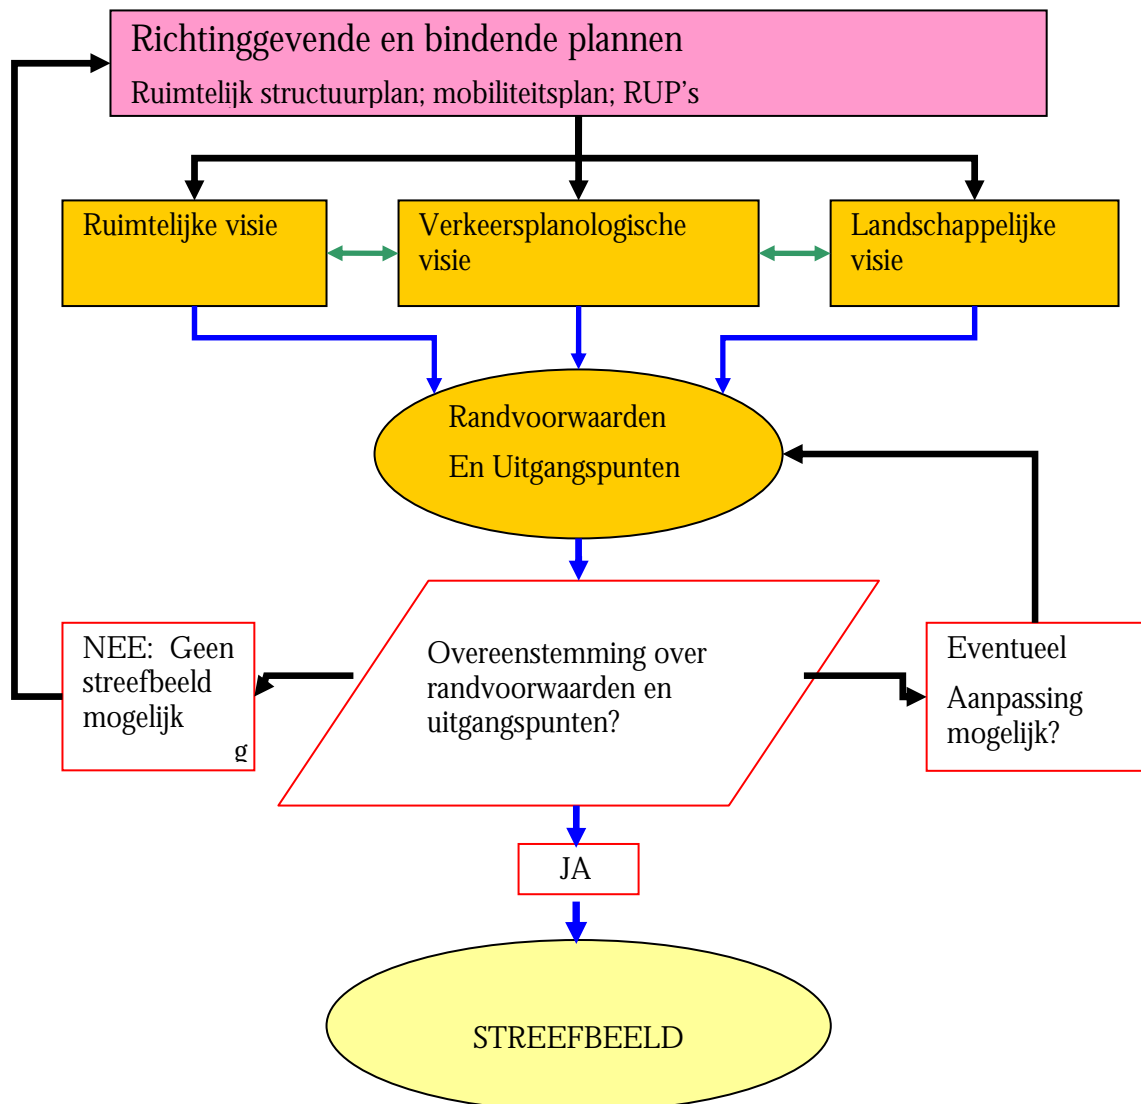 Richtinggevende en bindende plannen
Ruimtelijk structuurplan; mobiliteitsplan; RUP's
Ruimtelijke visie
Verkeersplanologische
visie
Landschappelijke
visie
Randvoorwaarden
En Uitgangspunten
NEE: Geen
streefbeeld
mogelijk
g
Overeenstemming over
randvoorwaarden en
uitgangspunten?
Eventueel
Aanpassing
mogelijk?
JA
STREEFBEELD